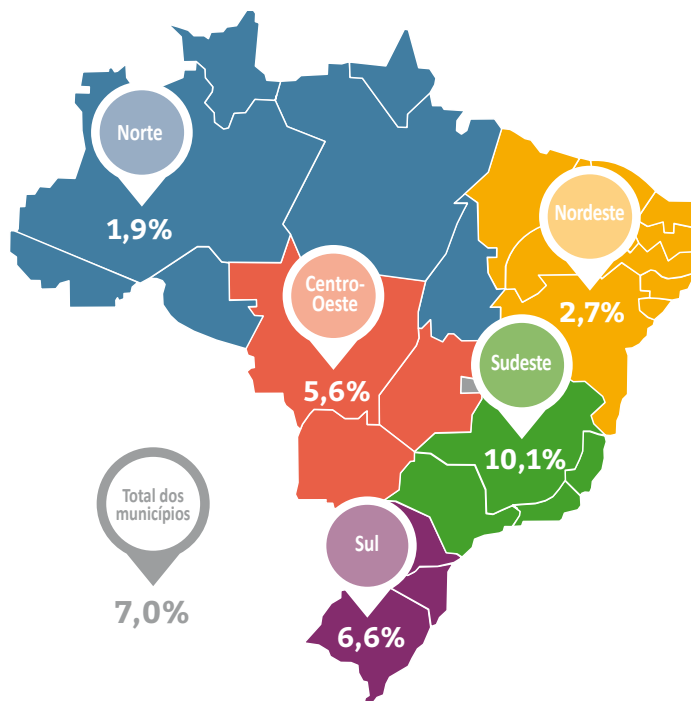 Norte
1,9%
Nordeste
2,7%
Centro-
Oeste
5,6%
Sudeste
10,1%
Total dos
municípios
7,0%
Sul
6,6%